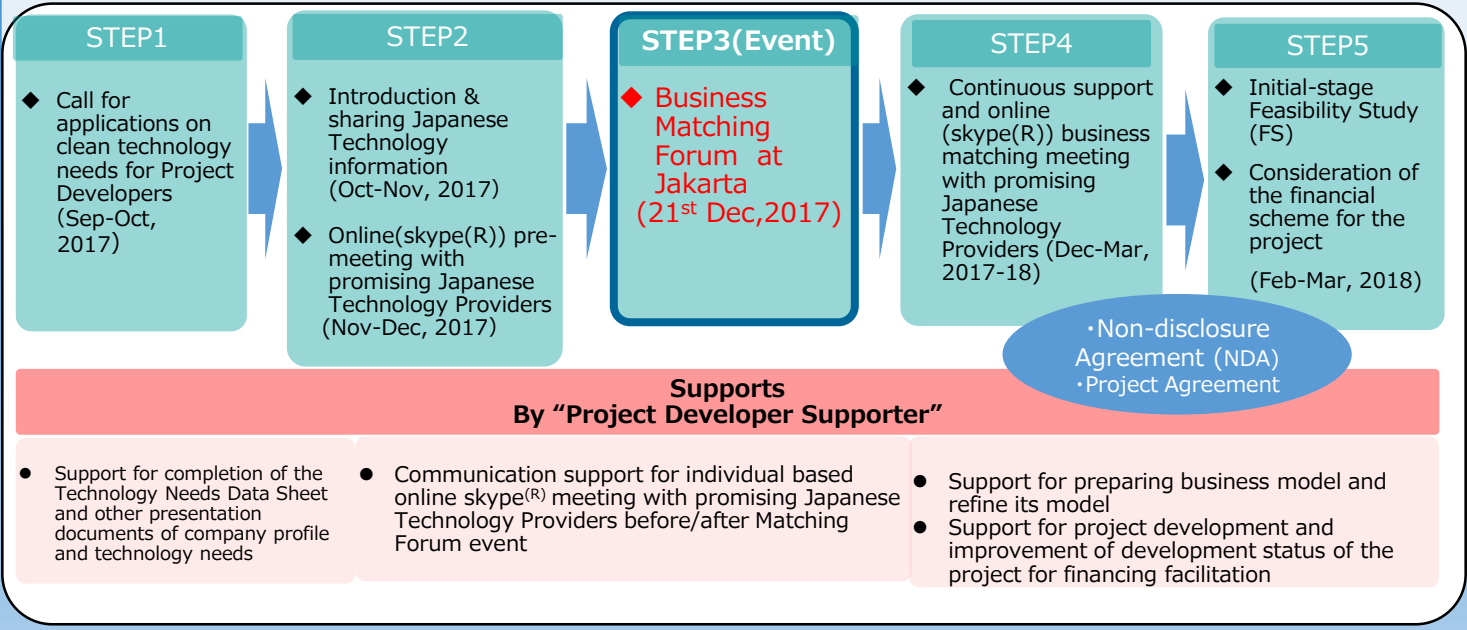 STEP1
◆ Call for
applications on
clean technology
needs for Project
Developers
(Sep-Oct,
2017)
STEP2
◆ Introduction &
sharing Japanese
Technology
information
(Oct-Nov, 2017)
◆ Online(skype(R)) pre-
meeting with
promising Japanese
Technology Providers
(Nov-Dec, 2017)
STEP3(Event)
◆ Business
Matching
Forum at
Jakarta
(21st Dec,2017)
STEP4
◆ Continuous support
and online
(skype(R)) business
matching meeting
with promising
Japanese
Technology
Providers (Dec-Mar,
2017-18)
STEP5
◆ Initial-stage
Feasibility Study
(FS)
◆ Consideration of
the financial
scheme for the
project
(Feb-Mar, 2018)
・Non-disclosure
Agreement (NDA)
・Project Agreement
Supports
By “Project Developer Supporter”
● Support for completion of the
Technology Needs Data Sheet
and other presentation
documents of company profile
and technology needs
● Communication support for individual based
online skype(R) meeting with promising Japanese
Technology Providers before/after Matching
Forum event
● Support for preparing business model and
refine its model
● Support for project development and
improvement of development status of the
project for financing facilitation